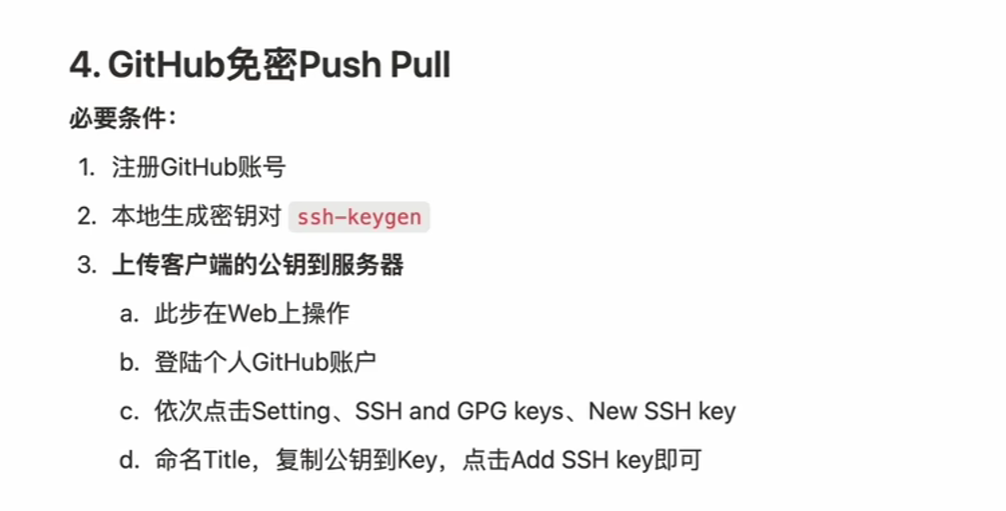 4. GitHub免密Push Pull
必要条件：
1. 注册GitHub账号
2. 本地生成密钥对 ssh-keygen
3. 上传客户端的公钥到服务器
a. 此步在Web上操作
b. 登陆个人GitHub账户
c. 依次点击Setting、SSH and GPG keys、New SSH key
d. 命名Title，复制公钥到Key，点击Add SSH key即可